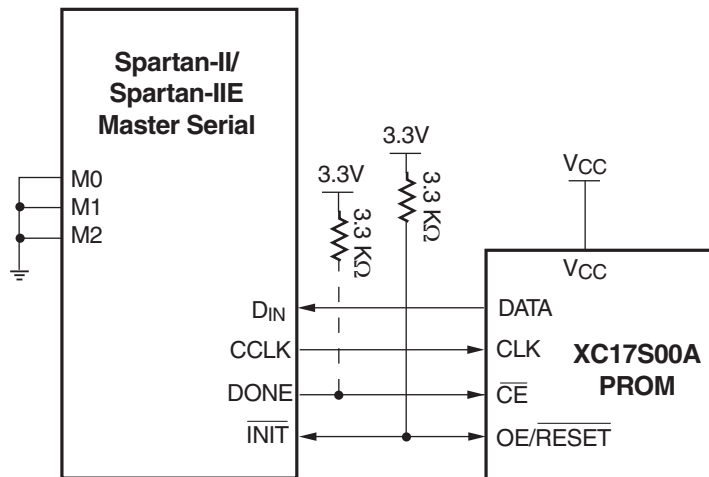 Spartan-II/
Spartan-IIE
Master Serial
M0
M1
M2
3.3V
3.3 KΩ
3.3V
3.3 KΩ
VCC
VCC
DIN
CCLK
DONE
INIT
DATA
CLK
CE
OE/RESET
XC17S00A
PROM